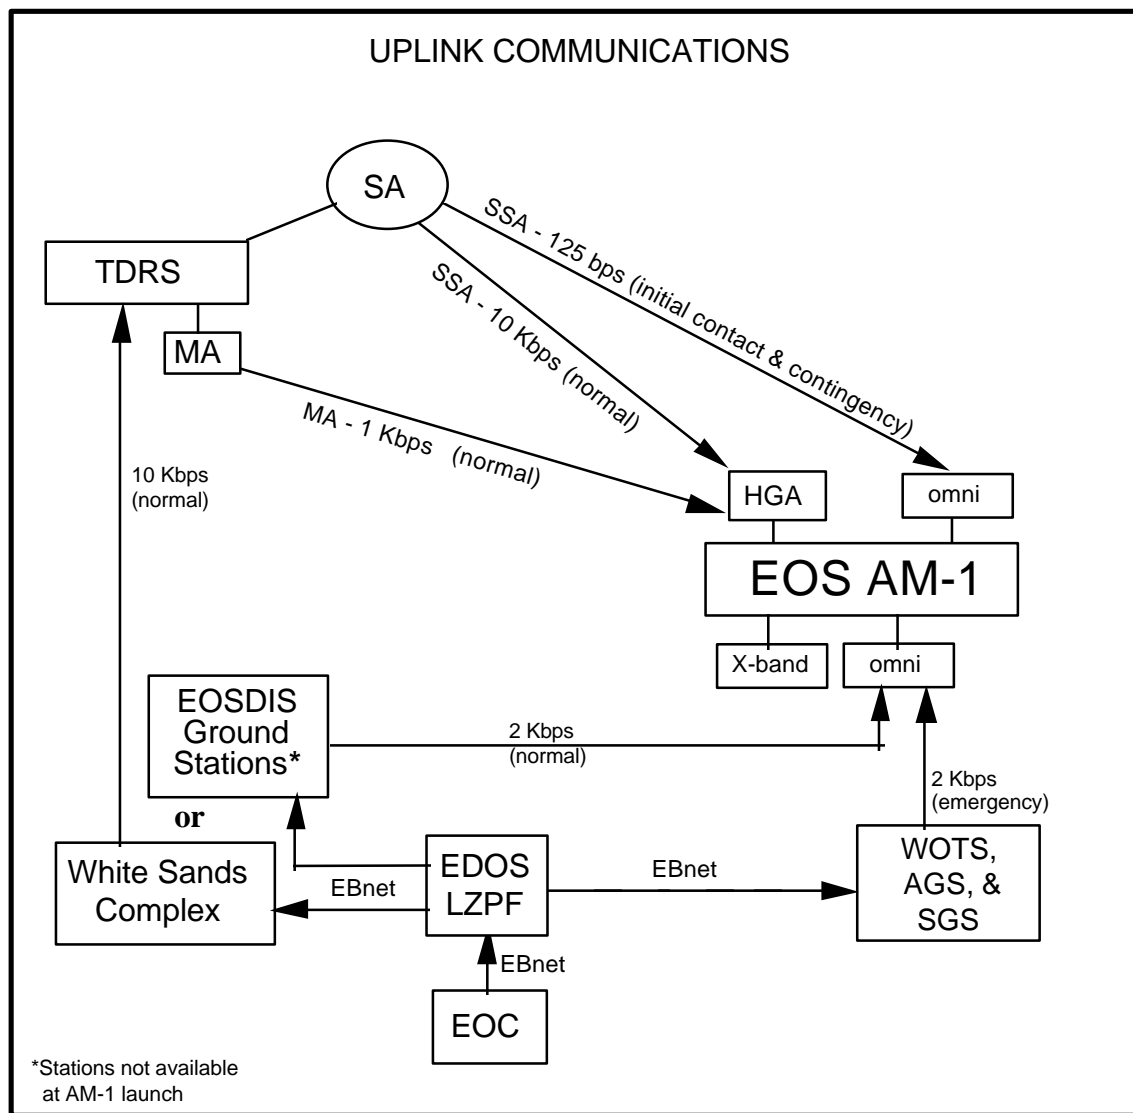 UPLINK COMMUNICATIONS
SA
SSA - 125 bps (initial contact & contingency)
SSA - 10 Kbps (normal)
TDRS
MA
MA - 1 Kbps (normal)
10 Kbps
(normal)
HGA
omni
EOS AM-1
X-band
omni
EOSDIS
Ground
Stations*
2 Kbps
(normal)
2 Kbps
(emergency)
or
White Sands
Complex
EBnet
EDOS
LZPF
EBnet
WOTS,
AGS, &
SGS
EBnet
EOC
*Stations not available
at AM-1 launch